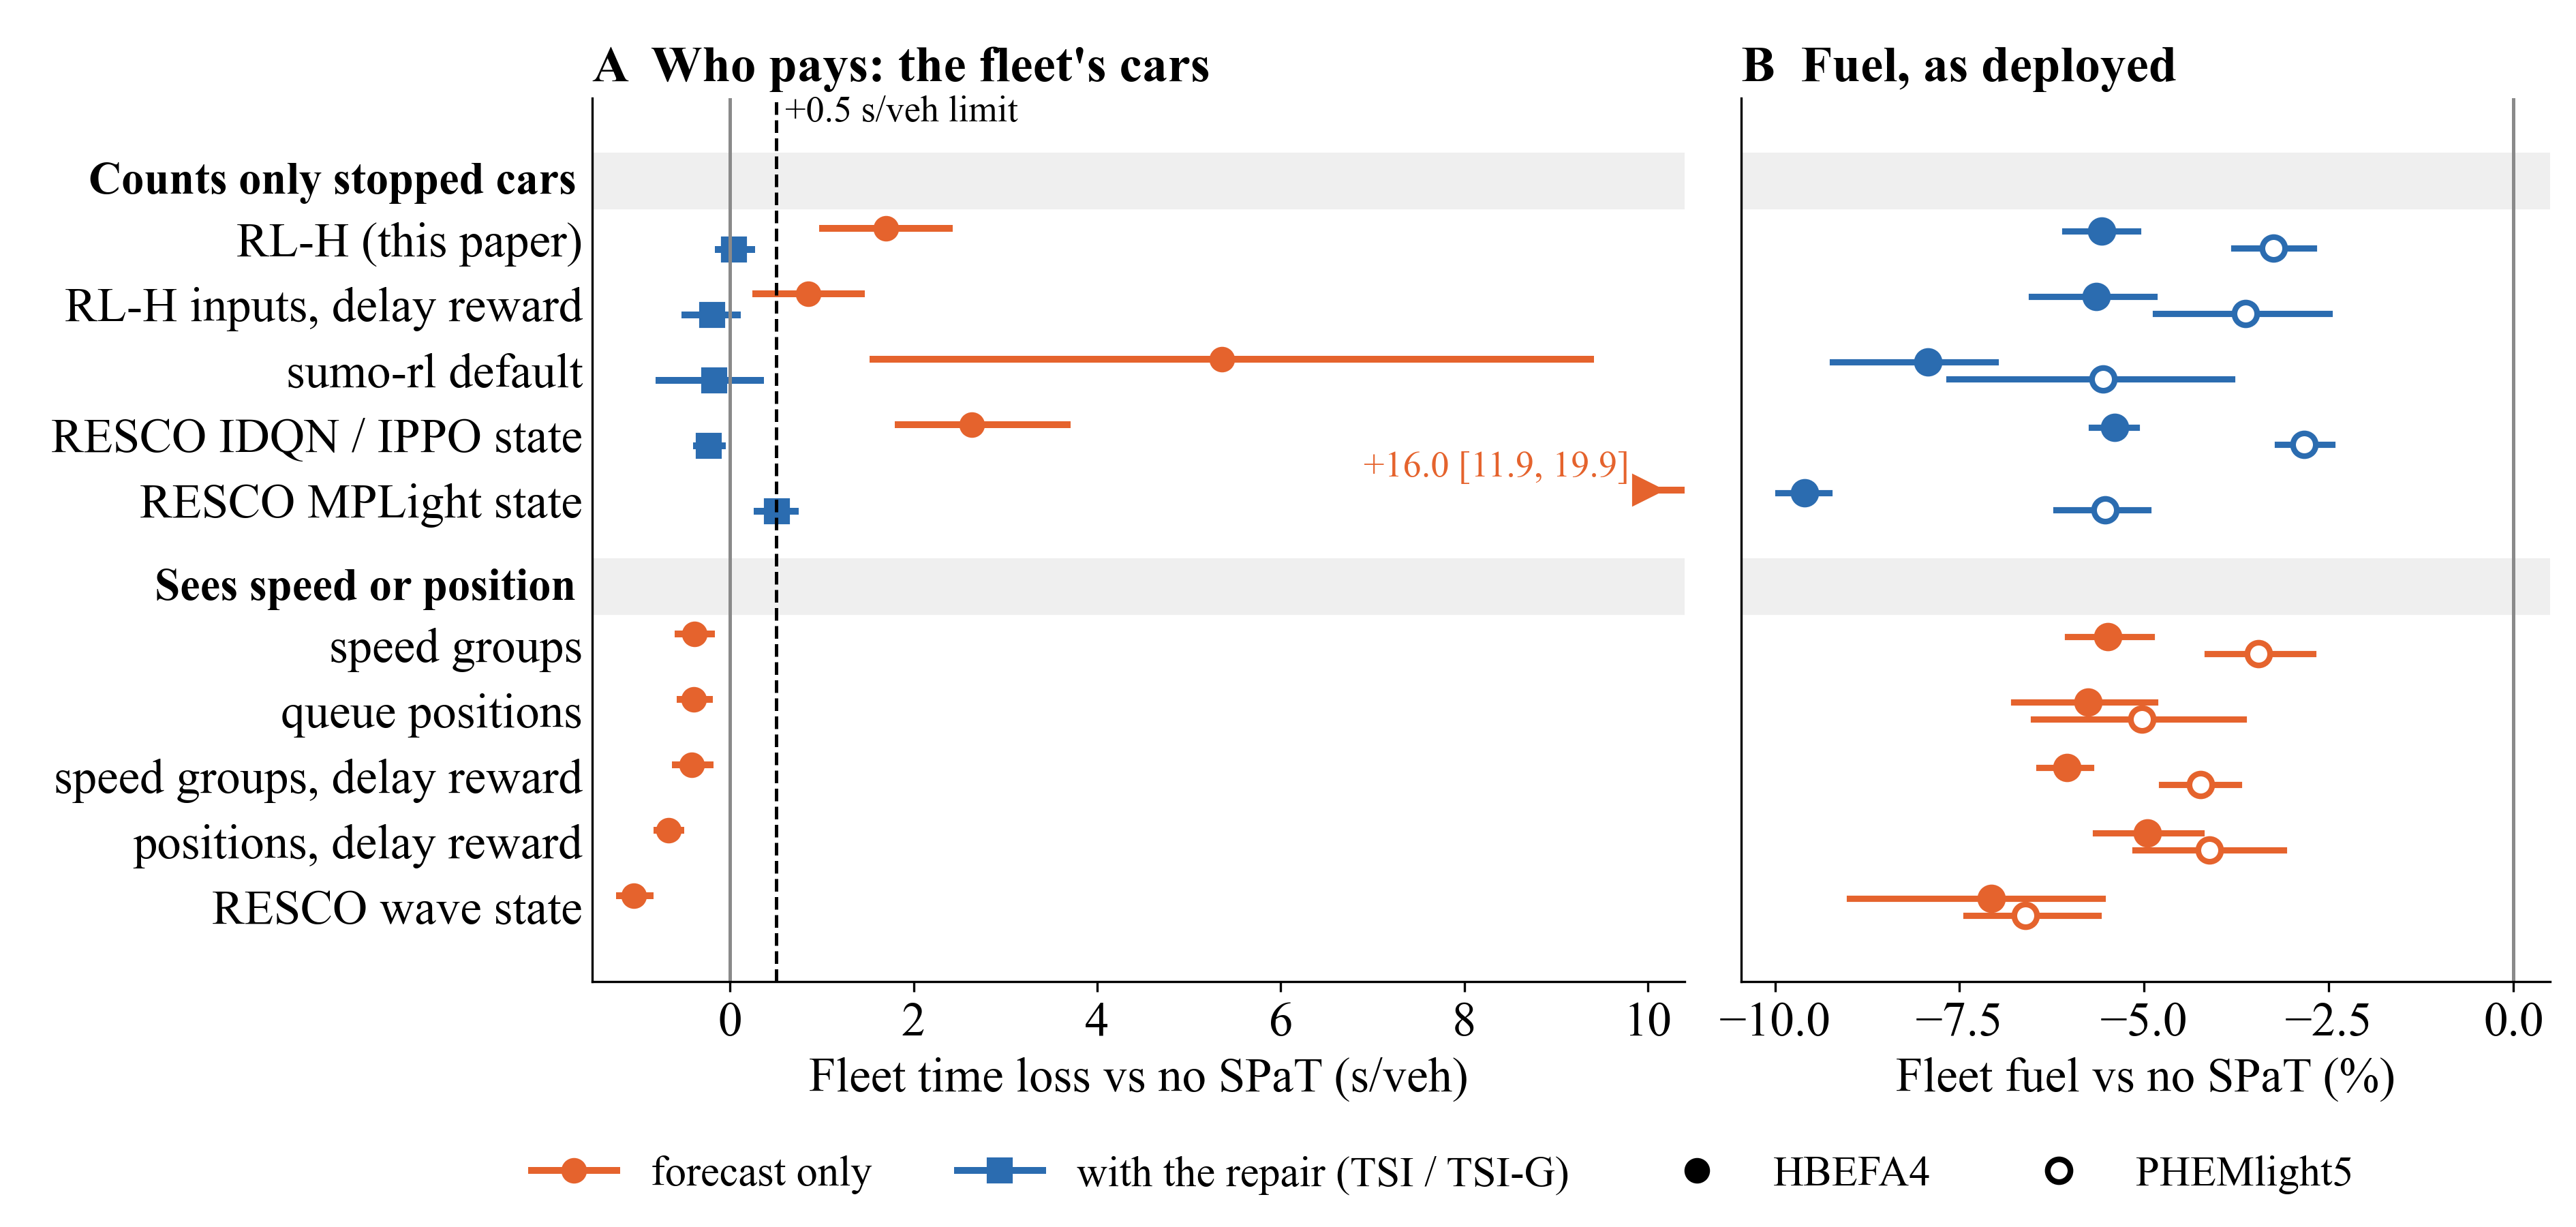 A Who pays: the fleet's cars
B Fuel, as deployed
+0.5 s/veh limit
Counts only stopped cars
RL-H (this paper)
RL-H inputs, delay reward
sumo-rl default
RESCO IDQN / IPPO state
+16.0 [11.9, 19.9]
RESCO MPLight state
Sees speed or position
speed groups
queue positions
speed groups, delay reward
positions, delay reward
RESCO wave state
0 2 4 6 8 10
−10.0 −7.5 −5.0 −2.5 0.0
Fleet time loss vs no SPaT (s/veh)
Fleet fuel vs no SPaT (%)
forecast only
with the repair (TSI / TSI-G)
HBEFA4
PHEMlight5